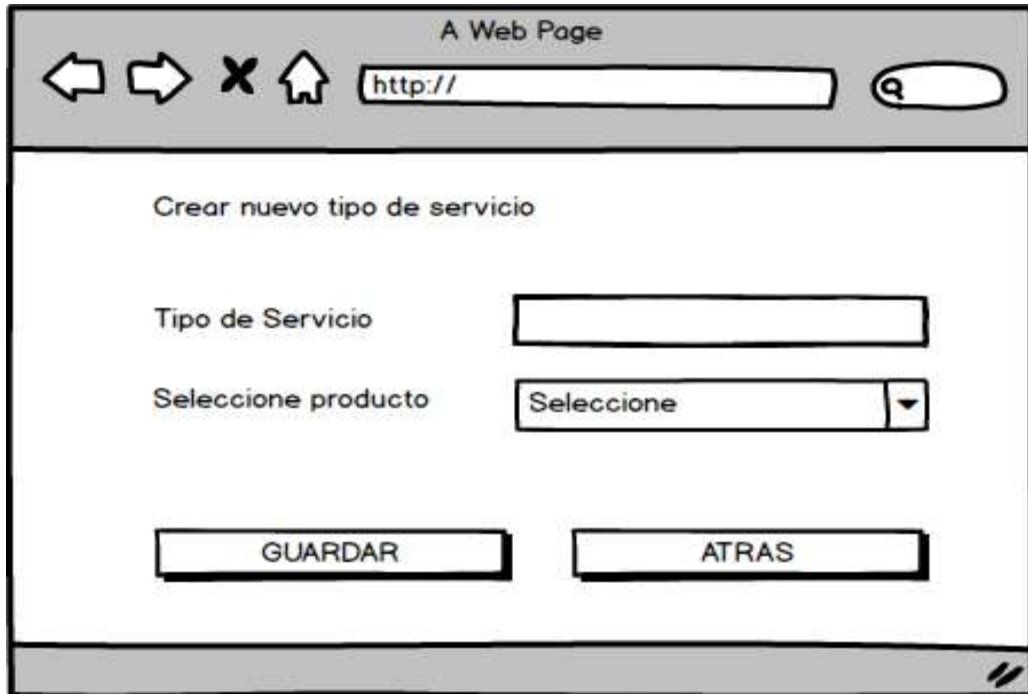 A Web Page
http://
Crear nuevo tipo de servicio
Tipo de Servicio
Seleccione producto Seleccione
GUARDAR ATRAS